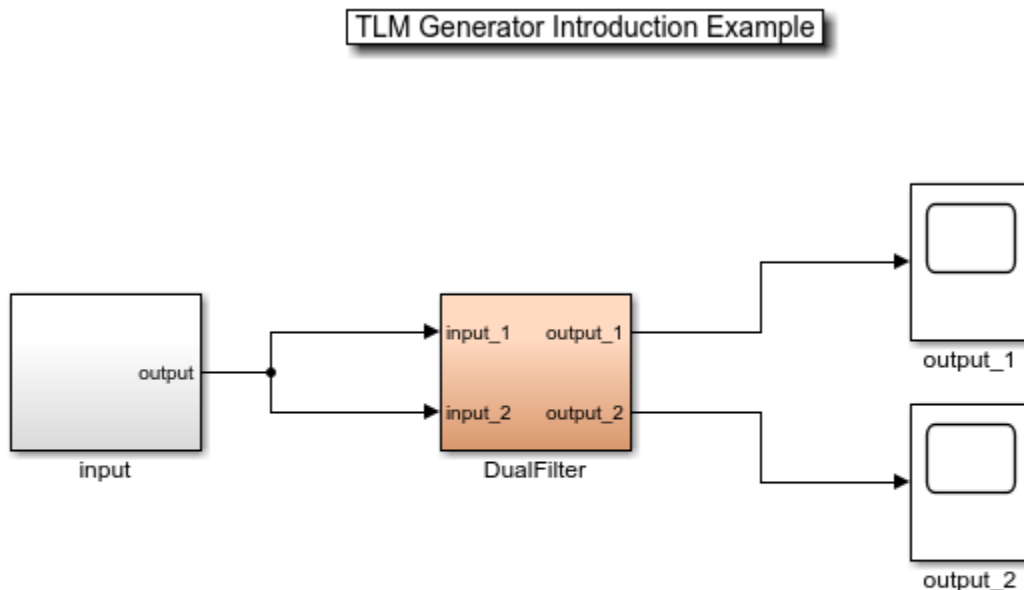 TLM Generator Introduction Example
output
input
input_1
output_1
input_2
output_2
DualFilter
output_1
output_2